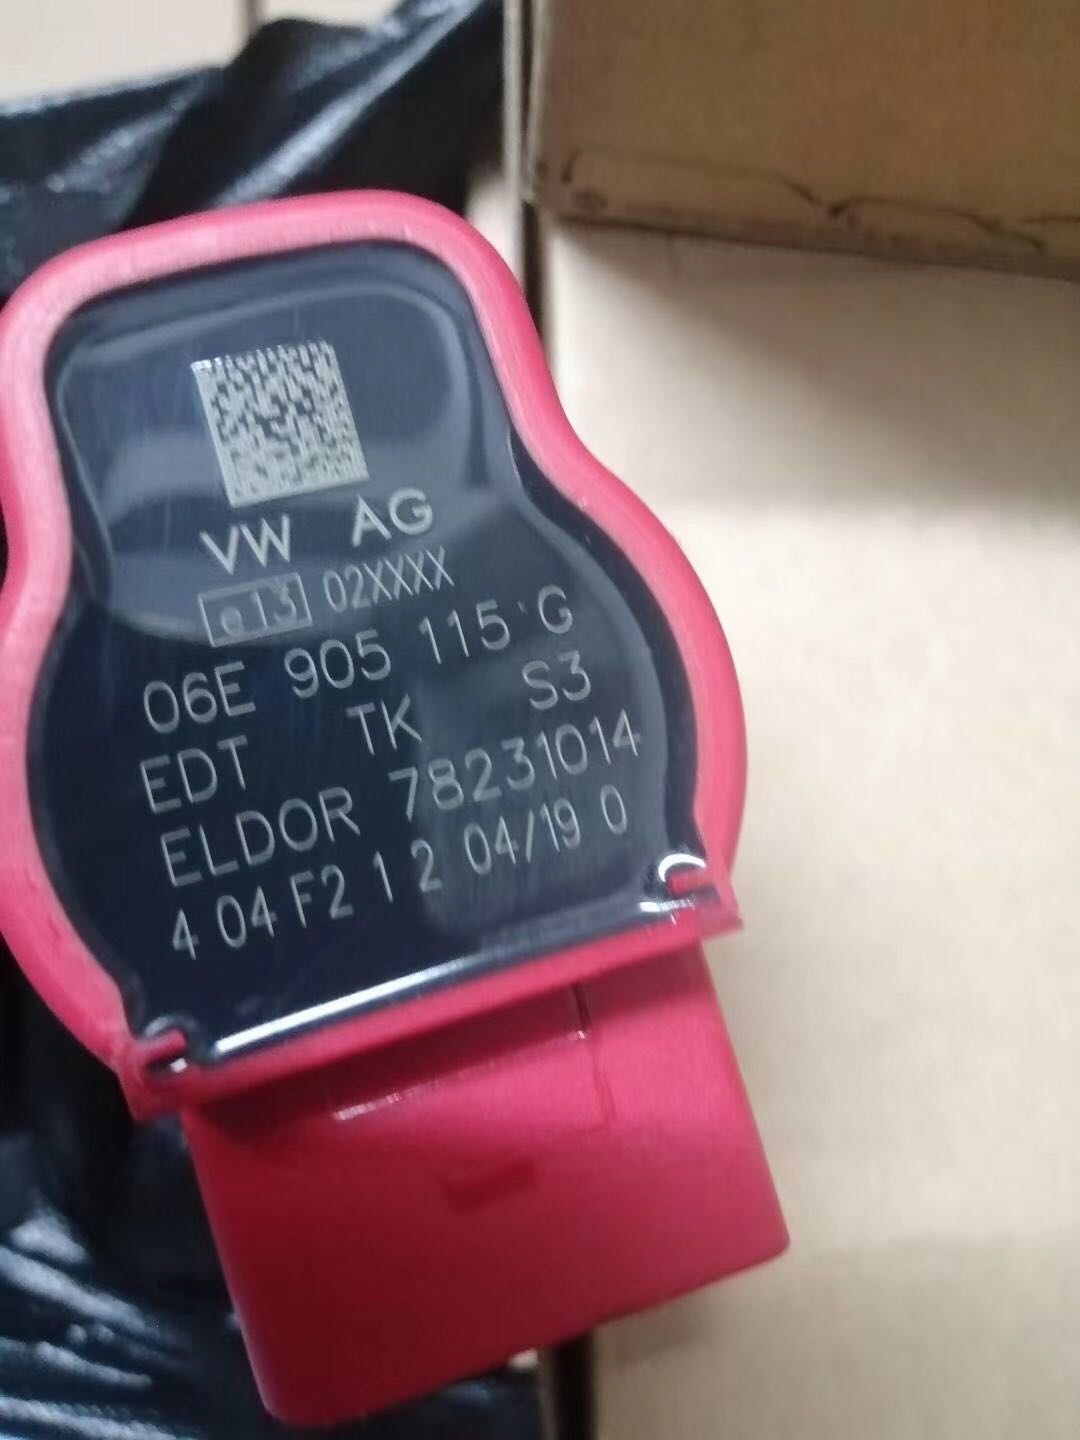 VW AG
e13 02XXXX
06E 905 115 G
EDT TK S3
ELDOR 78231014
4 04 F2 1 2 04/19 0